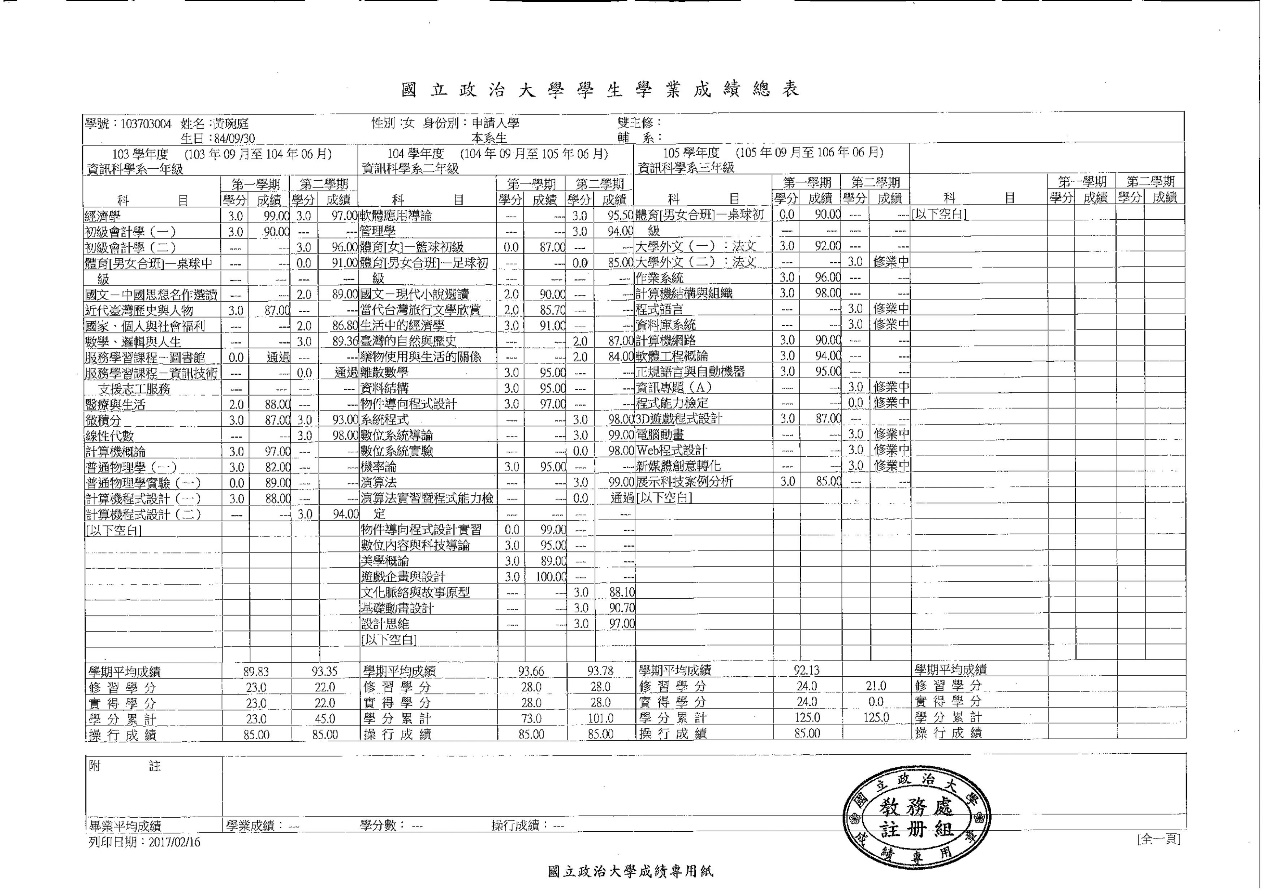 國立政治大學學生學業成績總表
學號：103703004 姓名：黃琬庭 性別：女 身份別：申請入學 雙主修：
生日：84/09/30 本系生 輔 系：
103 學年度 (103 年 09 月至 104 年 06 月) 104 學年度 (104 年 09 月至 105 年 06 月) 105 學年度 (105 年 09 月至 106 年 06 月)
資訊科學系一年級 資訊科學系二年級 資訊科學系三年級
第一學期 第二學期 第一學期 第二學期 第一學期 第二學期 第一學期 第二學期
科 目 學分 成績 學分 成績 科 目 學分 成績 學分 成績 科 目 學分 成績 學分 成績 科 目 學分 成績 學分 成績
經濟學 3.0 99.00 3.0 97.00 軟體應用導論 --- --- 3.0 95.50 體育[男女合班]－桌球初 0.0 90.00 --- --- [以下空白]
初級會計學（一） 3.0 90.00 --- --- 管理學 --- --- 3.0 94.00 級 --- --- --- ---
初級會計學（二） --- --- 3.0 96.00 體育[女]－籃球初級 0.0 87.00 --- --- 大學外文（一）：法文 3.0 92.00 --- ---
體育[男女合班]－桌球中 --- --- 0.0 91.00 體育[男女合班]－足球初 --- --- 0.0 85.00 大學外文（二）：法文 --- --- 3.0 修業中
級 --- --- --- --- 級 --- --- --- --- 作業系統 3.0 96.00 --- ---
國文－中國思想名作選讀 --- --- 2.0 89.00 國文－現代小說選讀 2.0 90.00 --- --- 計算機結構與組織 3.0 98.00 --- ---
近代臺灣歷史與人物 3.0 87.00 --- --- 當代台灣旅行文學欣賞 2.0 85.70 --- --- 程式語言 --- --- 3.0 修業中
國家、個人與社會福利 --- --- 2.0 86.80 生活中的經濟學 3.0 91.00 --- --- 資料庫系統 --- --- 3.0 修業中
數學、邏輯與人生 --- --- 3.0 89.36 臺灣的自然與歷史 --- --- 2.0 87.00 計算機網路 3.0 90.00 --- ---
服務學習課程－圖書館 0.0 通過 --- --- 藥物使用與生活的關係 --- --- 2.0 84.00 軟體工程概論 3.0 94.00 --- ---
服務學習課程－資訊技術 --- --- 0.0 通過 離散數學 3.0 95.00 --- --- 正規語言與自動機器 3.0 95.00 --- ---
支援志工服務 --- --- --- --- 資料結構 3.0 95.00 --- --- 資訊專題（A） --- --- 3.0 修業中
醫療與生活 2.0 88.00 --- --- 物件導向程式設計 3.0 97.00 --- --- 程式能力檢定 --- --- 0.0 修業中
微積分 3.0 87.00 3.0 93.00 系統程式 --- --- 3.0 98.00 3D遊戲程式設計 3.0 87.00 --- ---
線性代數 --- --- 3.0 98.00 數位系統導論 --- --- 3.0 99.00 電腦動畫 --- --- 3.0 修業中
計算機概論 3.0 97.00 --- --- 數位系統實驗 --- --- 0.0 98.00 Web程式設計 --- --- 3.0 修業中
普通物理學（一） 3.0 82.00 --- --- 機率論 3.0 95.00 --- --- 新媒體創意轉化 --- --- 3.0 修業中
普通物理學實驗（一） 0.0 89.00 --- --- 演算法 --- --- 3.0 99.00 展示科技案例分析 3.0 85.00 --- ---
計算機程式設計（一） 3.0 88.00 --- --- 演算法實習暨程式能力檢 --- --- 0.0 通過 [以下空白]
計算機程式設計（二） --- --- 3.0 94.00 定 --- --- --- ---
[以下空白] 物件導向程式設計實習 0.0 99.00 --- ---
數位內容與科技導論 3.0 95.00 --- ---
美學概論 3.0 89.00 --- ---
遊戲企畫與設計 3.0 100.00 --- ---
文化脈絡與故事原型 --- --- 3.0 88.10
基礎動畫設計 --- --- 3.0 90.70
設計思維 --- --- 3.0 97.00
[以下空白]
學期平均成績 89.83 93.35 學期平均成績 93.66 93.78 學期平均成績 92.13 學期平均成績
修習學分 23.0 22.0 修習學分 28.0 28.0 修習學分 24.0 21.0 修習學分
實得學分 23.0 22.0 實得學分 28.0 28.0 實得學分 24.0 0.0 實得學分
學分累計 23.0 45.0 學分累計 73.0 101.0 學分累計 125.0 125.0 學分累計
操行成績 85.00 85.00 操行成績 85.00 85.00 操行成績 85.00 操行成績
附 註
畢業平均成績 學業成績：--- 學分數：--- 操行成績：---
國立政治大學
教務處
註冊組
成績專用章
列印日期：2017/02/16 [全一頁]
國立政治大學成績專用紙